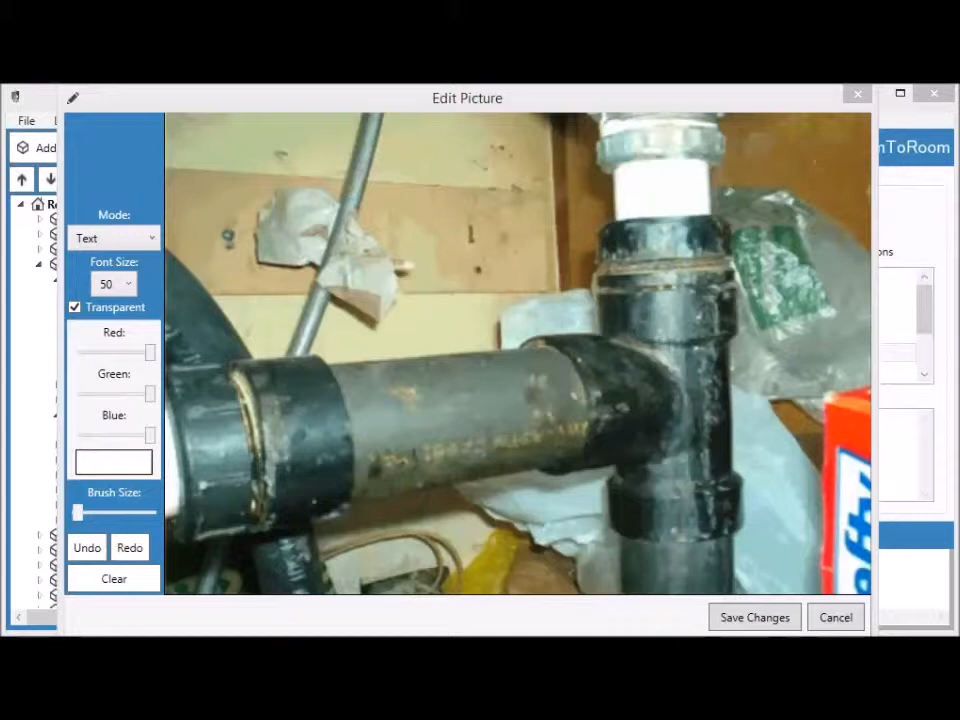 Edit Picture
File
Add
mToRoom
Mode:
Text
ons
Font Size:
50
Transparent
Red:
Green:
Blue:
Brush Size:
Undo Redo
Clear
Save Changes Cancel